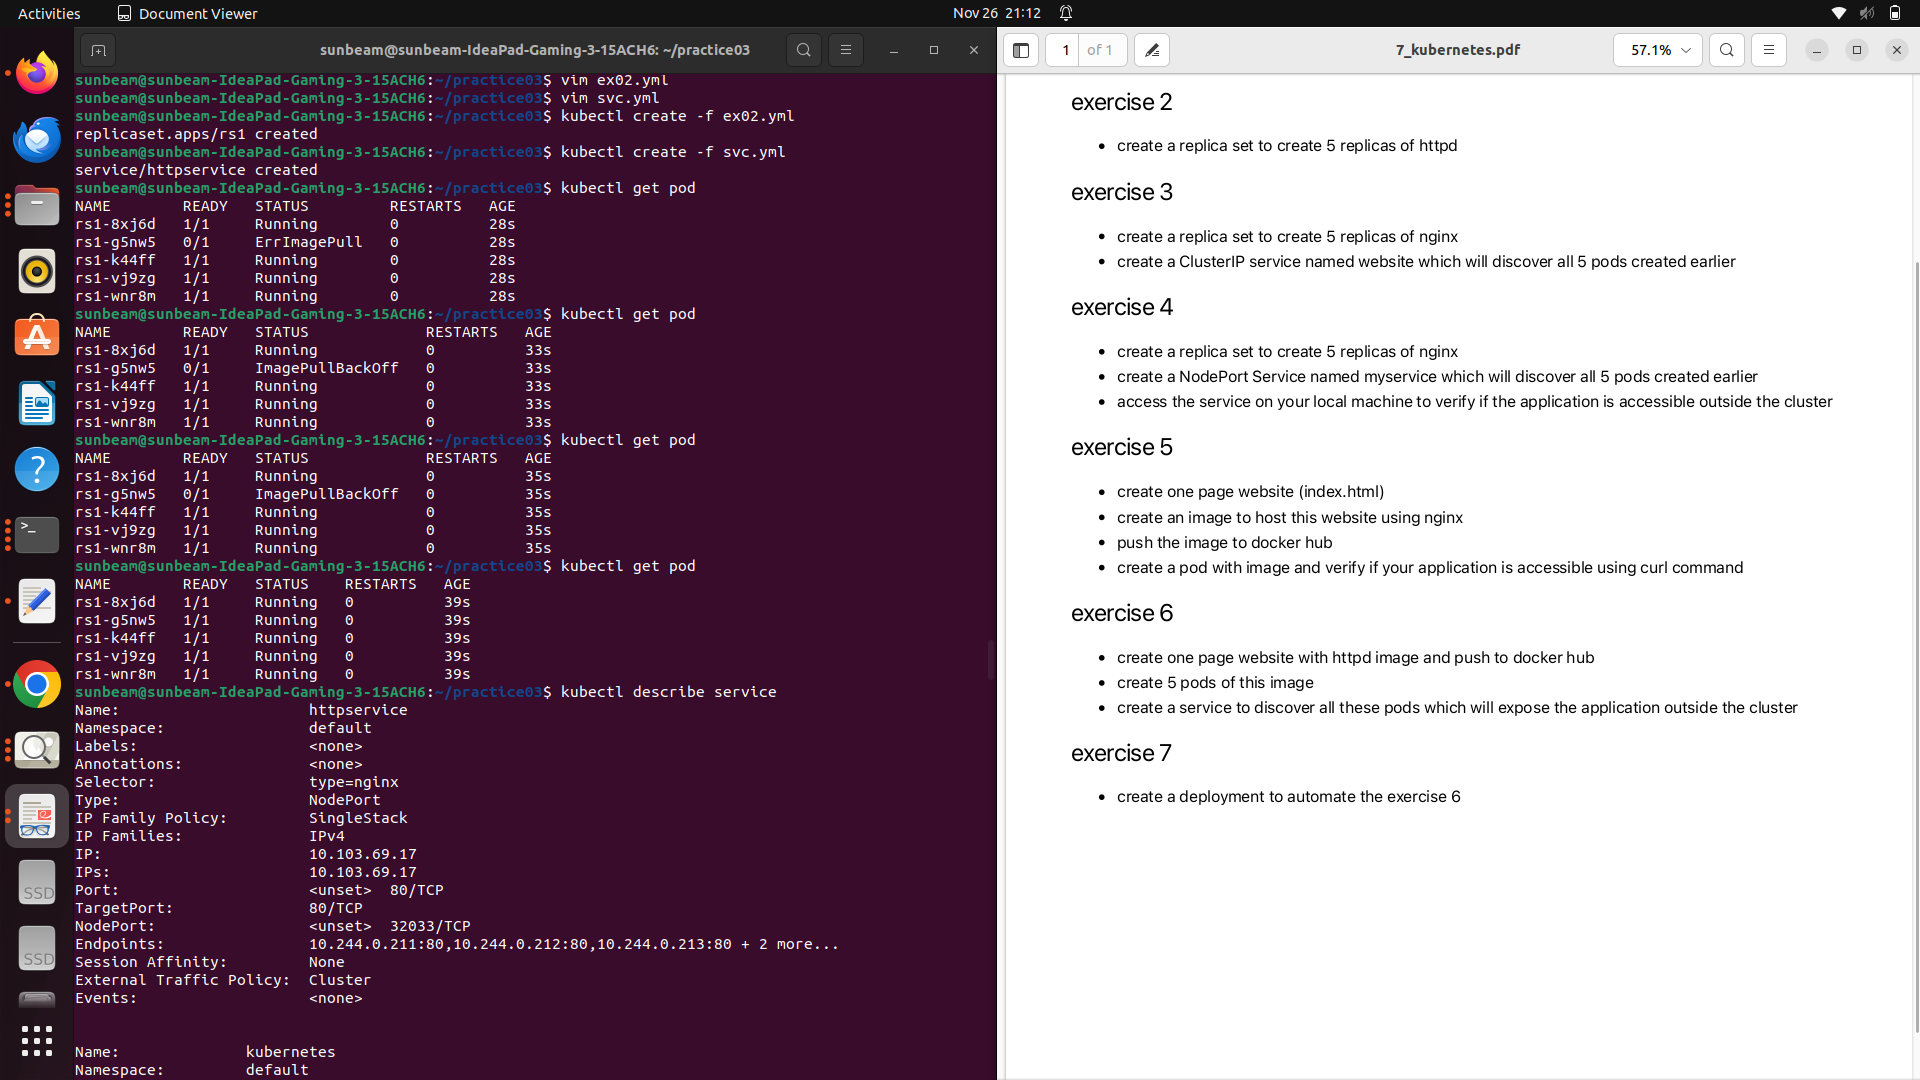 Activities
Document Viewer
Nov 26 21:12
sunbeam@sunbeam-IdeaPad-Gaming-3-15ACH6: ~/practice03
sunbeam@sunbeam-IdeaPad-Gaming-3-15ACH6:~/practice03$ vim ex02.yml
sunbeam@sunbeam-IdeaPad-Gaming-3-15ACH6:~/practice03$ vim svc.yml
sunbeam@sunbeam-IdeaPad-Gaming-3-15ACH6:~/practice03$ kubectl create -f ex02.yml
replicaset.apps/rs1 created
sunbeam@sunbeam-IdeaPad-Gaming-3-15ACH6:~/practice03$ kubectl create -f svc.yml
service/httpservice created
sunbeam@sunbeam-IdeaPad-Gaming-3-15ACH6:~/practice03$ kubectl get pod
NAME READY STATUS RESTARTS AGE
rs1-8xj6d 1/1 Running 0 28s
rs1-g5nw5 0/1 ErrImagePull 0 28s
rs1-k44ff 1/1 Running 0 28s
rs1-vj9zg 1/1 Running 0 28s
rs1-wnr8m 1/1 Running 0 28s
sunbeam@sunbeam-IdeaPad-Gaming-3-15ACH6:~/practice03$ kubectl get pod
NAME READY STATUS RESTARTS AGE
rs1-8xj6d 1/1 Running 0 33s
rs1-g5nw5 0/1 ImagePullBackOff 0 33s
rs1-k44ff 1/1 Running 0 33s
rs1-vj9zg 1/1 Running 0 33s
rs1-wnr8m 1/1 Running 0 33s
sunbeam@sunbeam-IdeaPad-Gaming-3-15ACH6:~/practice03$ kubectl get pod
NAME READY STATUS RESTARTS AGE
rs1-8xj6d 1/1 Running 0 35s
rs1-g5nw5 0/1 ImagePullBackOff 0 35s
rs1-k44ff 1/1 Running 0 35s
rs1-vj9zg 1/1 Running 0 35s
rs1-wnr8m 1/1 Running 0 35s
sunbeam@sunbeam-IdeaPad-Gaming-3-15ACH6:~/practice03$ kubectl get pod
NAME READY STATUS RESTARTS AGE
rs1-8xj6d 1/1 Running 0 39s
rs1-g5nw5 1/1 Running 0 39s
rs1-k44ff 1/1 Running 0 39s
rs1-vj9zg 1/1 Running 0 39s
rs1-wnr8m 1/1 Running 0 39s
sunbeam@sunbeam-IdeaPad-Gaming-3-15ACH6:~/practice03$ kubectl describe service
Name: httpservice
Namespace: default
Labels: <none>
Annotations: <none>
Selector: type=nginx
Type: NodePort
IP Family Policy: SingleStack
IP Families: IPv4
IP: 10.103.69.17
IPs: 10.103.69.17
Port: <unset> 80/TCP
TargetPort: 80/TCP
NodePort: <unset> 32033/TCP
Endpoints: 10.244.0.211:80,10.244.0.212:80,10.244.0.213:80 + 2 more...
Session Affinity: None
External Traffic Policy: Cluster
Events: <none>
Name: kubernetes
Namespace: default
SSD
SSD
1 of 1
7_kubernetes.pdf
57.1%
exercise 2
• create a replica set to create 5 replicas of httpd
exercise 3
• create a replica set to create 5 replicas of nginx
• create a ClusterIP service named website which will discover all 5 pods created earlier
exercise 4
• create a replica set to create 5 replicas of nginx
• create a NodePort Service named myservice which will discover all 5 pods created earlier
• access the service on your local machine to verify if the application is accessible outside the cluster
exercise 5
• create one page website (index.html)
• create an image to host this website using nginx
• push the image to docker hub
• create a pod with image and verify if your application is accessible using curl command
exercise 6
• create one page website with httpd image and push to docker hub
• create 5 pods of this image
• create a service to discover all these pods which will expose the application outside the cluster
exercise 7
• create a deployment to automate the exercise 6